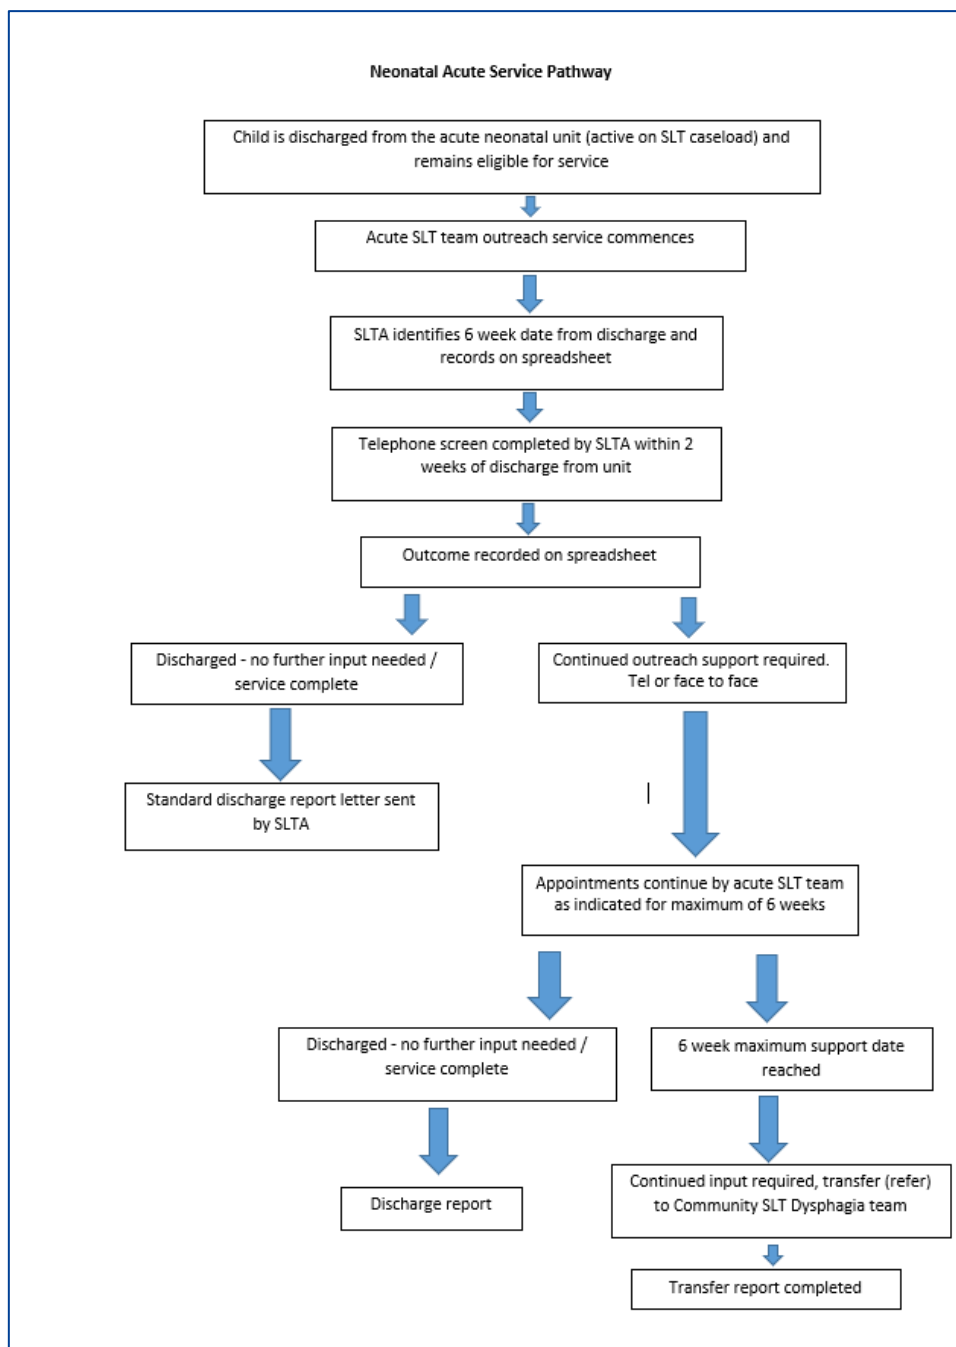 Neonatal Acute Service Pathway
Child is discharged from the acute neonatal unit (active on SLT caseload) and
remains eligible for service
Acute SLT team outreach service commences
SLTA identifies 6 week date from discharge and
records on spreadsheet
Telephone screen completed by SLTA within 2
weeks of discharge from unit
Outcome recorded on spreadsheet
Discharged - no further input needed /
service complete
Continued outreach support required.
Tel or face to face
Standard discharge report letter sent
by SLTA
Appointments continue by acute SLT team
as indicated for maximum of 6 weeks
Discharged - no further input needed /
service complete
6 week maximum support date
reached
Discharge report
Continued input required, transfer (refer)
to Community SLT Dysphagia team
Transfer report completed